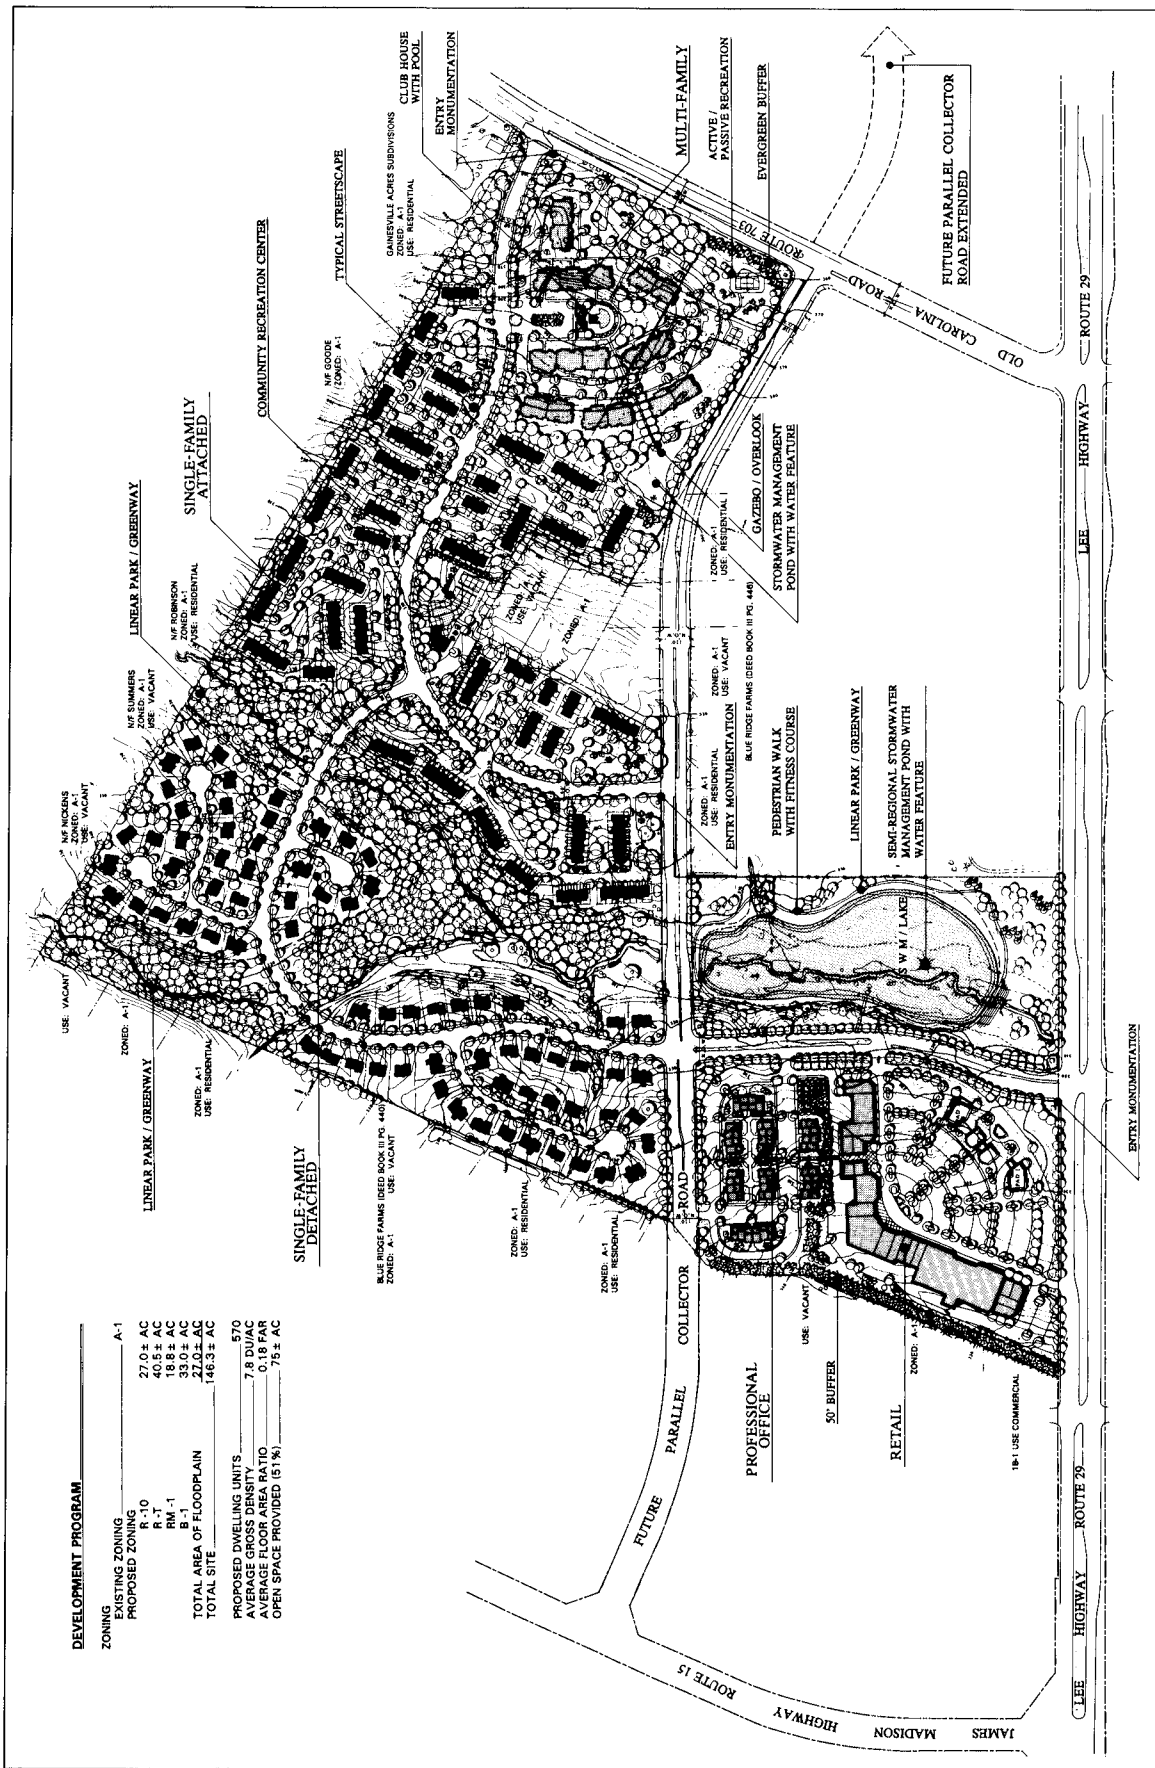 DEVELOPMENT PROGRAM
ZONING
EXISTING ZONING A-1
PROPOSED ZONING
R-10 27.0± AC
R-T 40.5± AC
RM-1 18.8± AC
B-1 33.0± AC
TOTAL AREA OF FLOODPLAIN 27.0± AC
TOTAL SITE 146.3± AC
PROPOSED DWELLING UNITS 570
AVERAGE GROSS DENSITY 7.8 DU/AC
AVERAGE FLOOR AREA RATIO 0.18 FAR
OPEN SPACE PROVIDED (51%) 75± AC
USE: VACANT
ZONED: A-1
LINEAR PARK / GREENWAY
ZONED: A-1
USE: RESIDENTIAL
SINGLE-FAMILY
DETACHED
BLUE RIDGE FARMS (DEED BOOK III PG. 440)
ZONED: A-1 USE: VACANT
ZONED: A-1
USE: RESIDENTIAL
ZONED: A-1
USE: RESIDENTIAL
N/F NICKENS
ZONED: A-1
USE: VACANT
N/F SUMMERS
ZONED: A-1
USE: VACANT
LINEAR PARK / GREENWAY
N/F ROBINSON
ZONED: A-1
USE: RESIDENTIAL
SINGLE-FAMILY
ATTACHED
COMMUNITY RECREATION CENTER
N/F GOODE
ZONED: A-1
TYPICAL STREETSCAPE
GAINESVILLE ACRES SUBDIVISIONS
ZONED: A-1
USE: RESIDENTIAL
CLUB HOUSE
WITH POOL
ENTRY
MONUMENTATION
MULTI-FAMILY
ACTIVE /
PASSIVE RECREATION
EVERGREEN BUFFER
ROUTE 703
OLD CAROLINA ROAD
FUTURE PARALLEL COLLECTOR
ROAD EXTENDED
ZONED: A-1
USE: VACANT
ZONED: A-1
GAZEBO / OVERLOOK
STORMWATER MANAGEMENT
POND WITH WATER FEATURE
ZONED: A-1
USE: RESIDENTIAL
ZONED: A-1
USE: VACANT
BLUE RIDGE FARMS (DEED BOOK III PG. 446)
ZONED: A-1
USE: RESIDENTIAL
ENTRY MONUMENTATION
PEDESTRIAN WALK
WITH FITNESS COURSE
LINEAR PARK / GREENWAY
SEMI-REGIONAL STORMWATER
MANAGEMENT POND WITH
WATER FEATURE
SWM / LAKE
FUTURE PARALLEL COLLECTOR ROAD
PROFESSIONAL
OFFICE
USE: VACANT
50' BUFFER
RETAIL
ZONED: A-1
PAD
PAD
ENTRY MONUMENTATION
JAMES MADISON HIGHWAY ROUTE 15
LEE HIGHWAY ROUTE 29
LEE HIGHWAY ROUTE 29